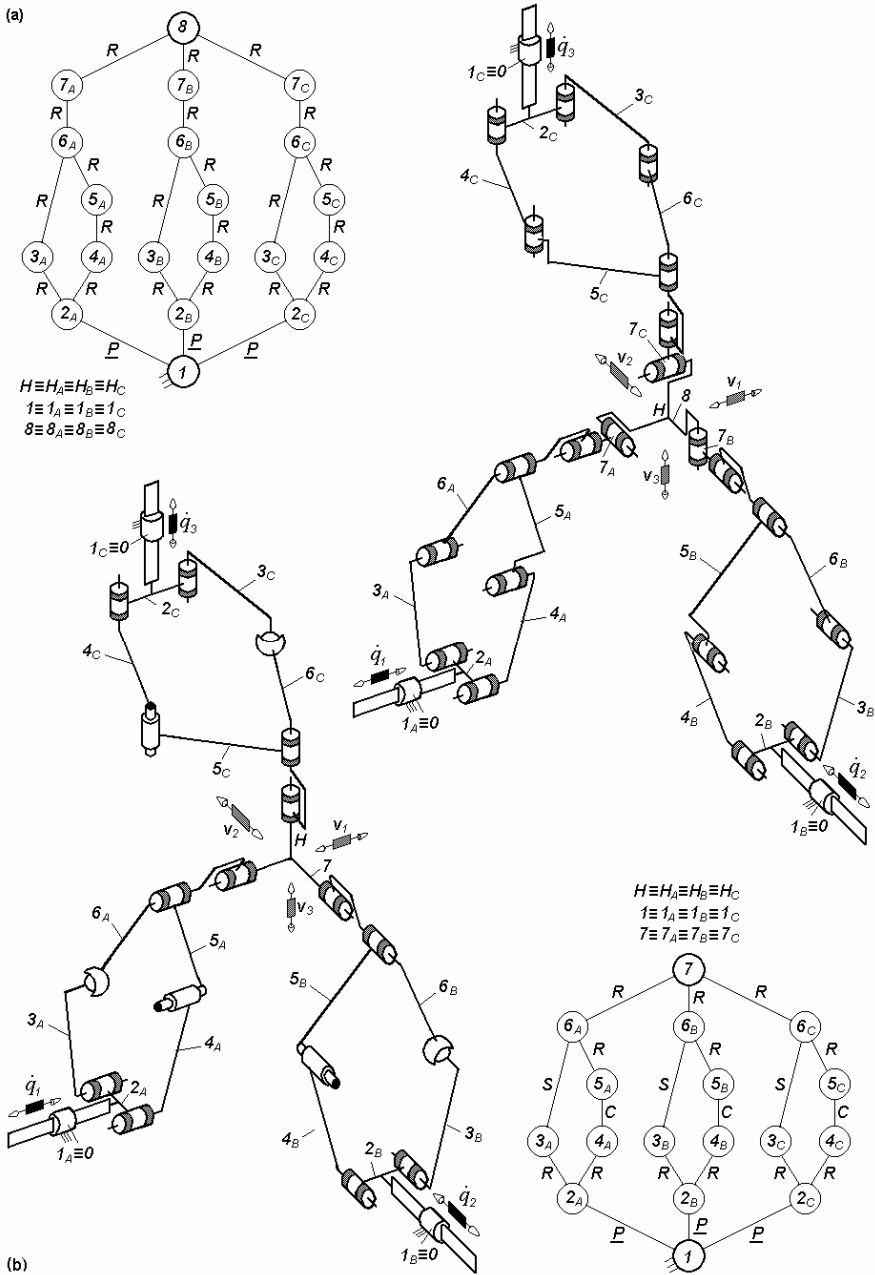 (a)
8
R R R
7A 7B 7C
R R R
6A 6B 6C
R R R
R R R
5A 5B 5C
R R R
3A 4A 3B 4B 3C 4C
R R R R R R
2A 2B 2C
P P P
1
H≡HA≡HB≡HC
1≡1A≡1B≡1C
8≡8A≡8B≡8C
q̇3
1C≡0
3C
2C
4C
6C
5C
7C
v2
v1
H
8
7B
7A
v3
6A
5A
5B
6B
3A
4A
q̇1
2A
1A≡0
4B
3B
2B
q̇2
1B≡0
q̇3
1C≡0
3C
2C
4C
6C
5C
v2
v1
H
7
v3
6A
5A
5B
6B
3A
4A
q̇1
2A
1A≡0
4B
3B
2B
q̇2
1B≡0
H≡HA≡HB≡HC
1≡1A≡1B≡1C
7≡7A≡7B≡7C
7
R R R
6A 6B 6C
R R R
S S S
5A 5B 5C
C C C
3A 4A 3B 4B 3C 4C
R R R R R R
2A 2B 2C
P P P
1
(b)